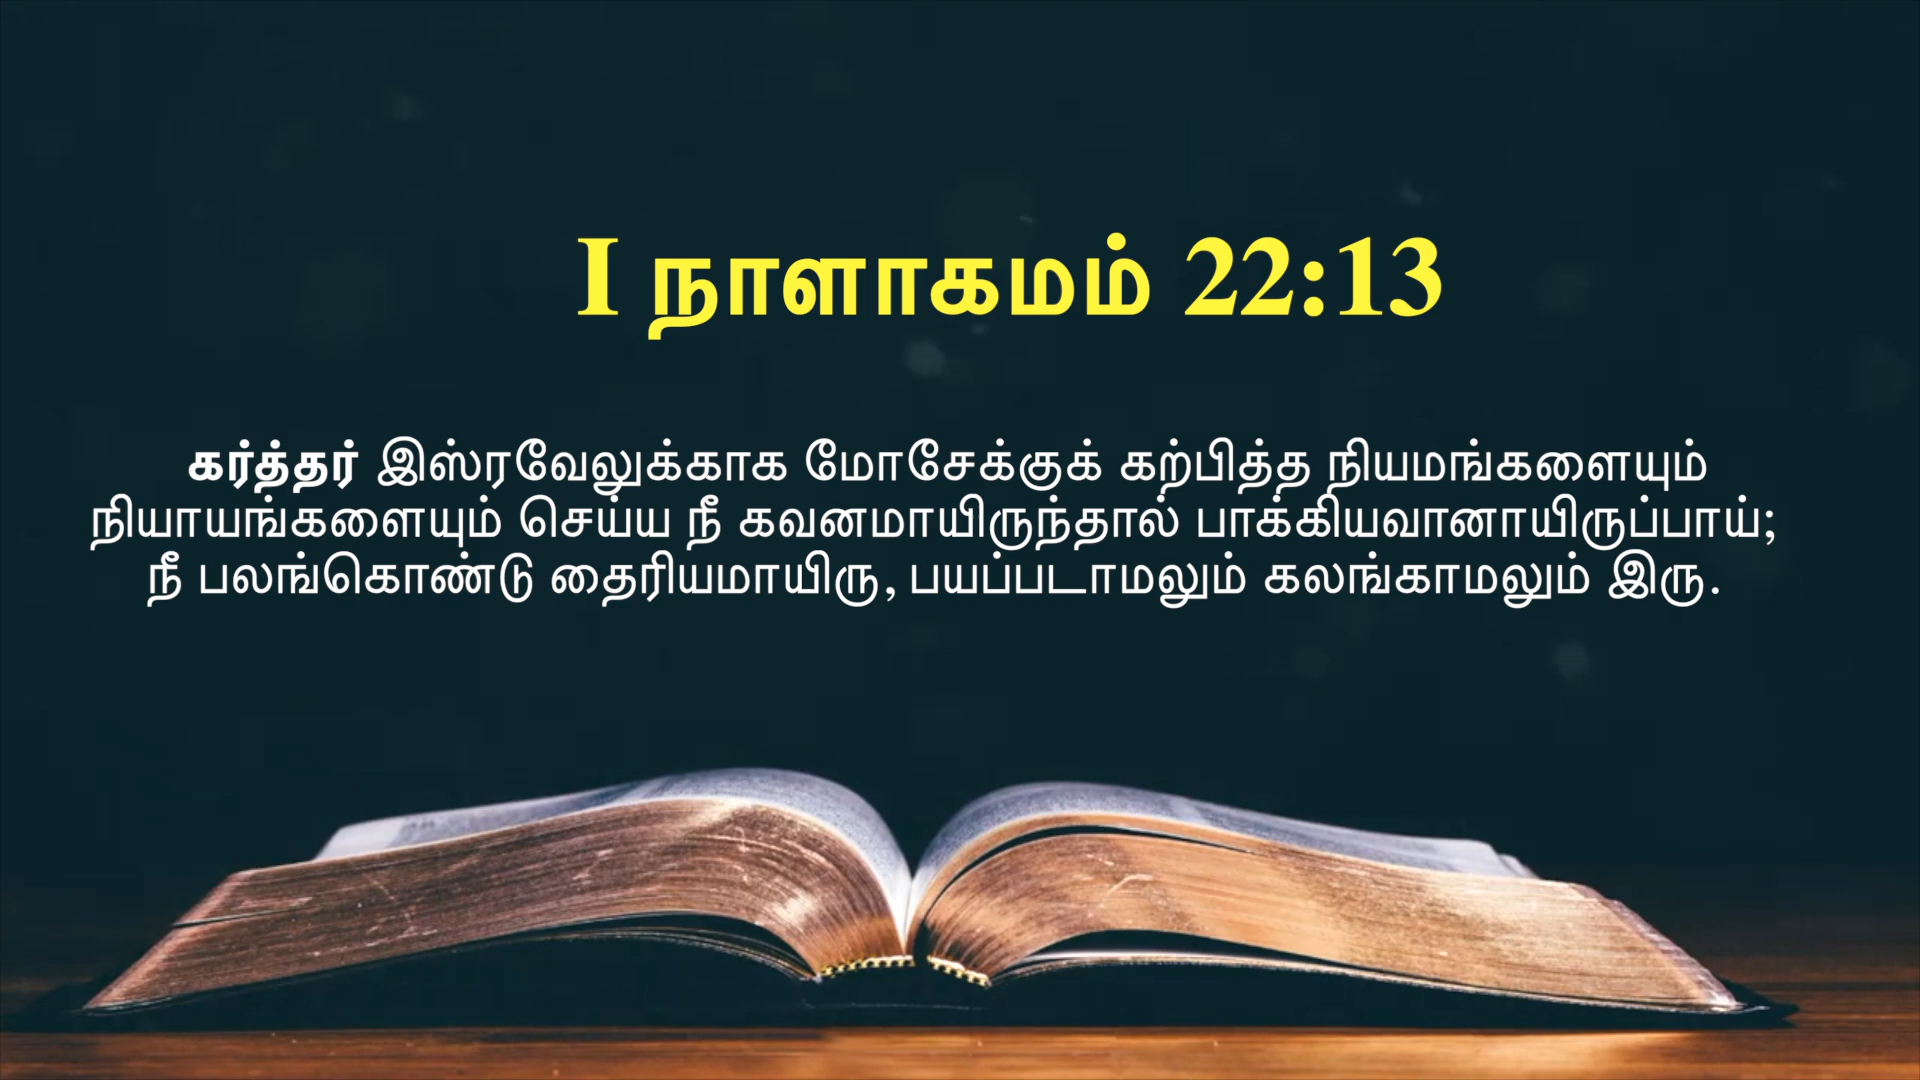 I நாளாகமம் 22:13
கர்த்தர் இஸ்ரவேலுக்காக மோசேக்குக் கற்பித்த நியமங்களையும்
நியாயங்களையும் செய்ய நீ கவனமாயிருந்தால் பாக்கியவானாயிருப்பாய்;
நீ பலங்கொண்டு தைரியமாயிரு, பயப்படாமலும் கலங்காமலும் இரு.